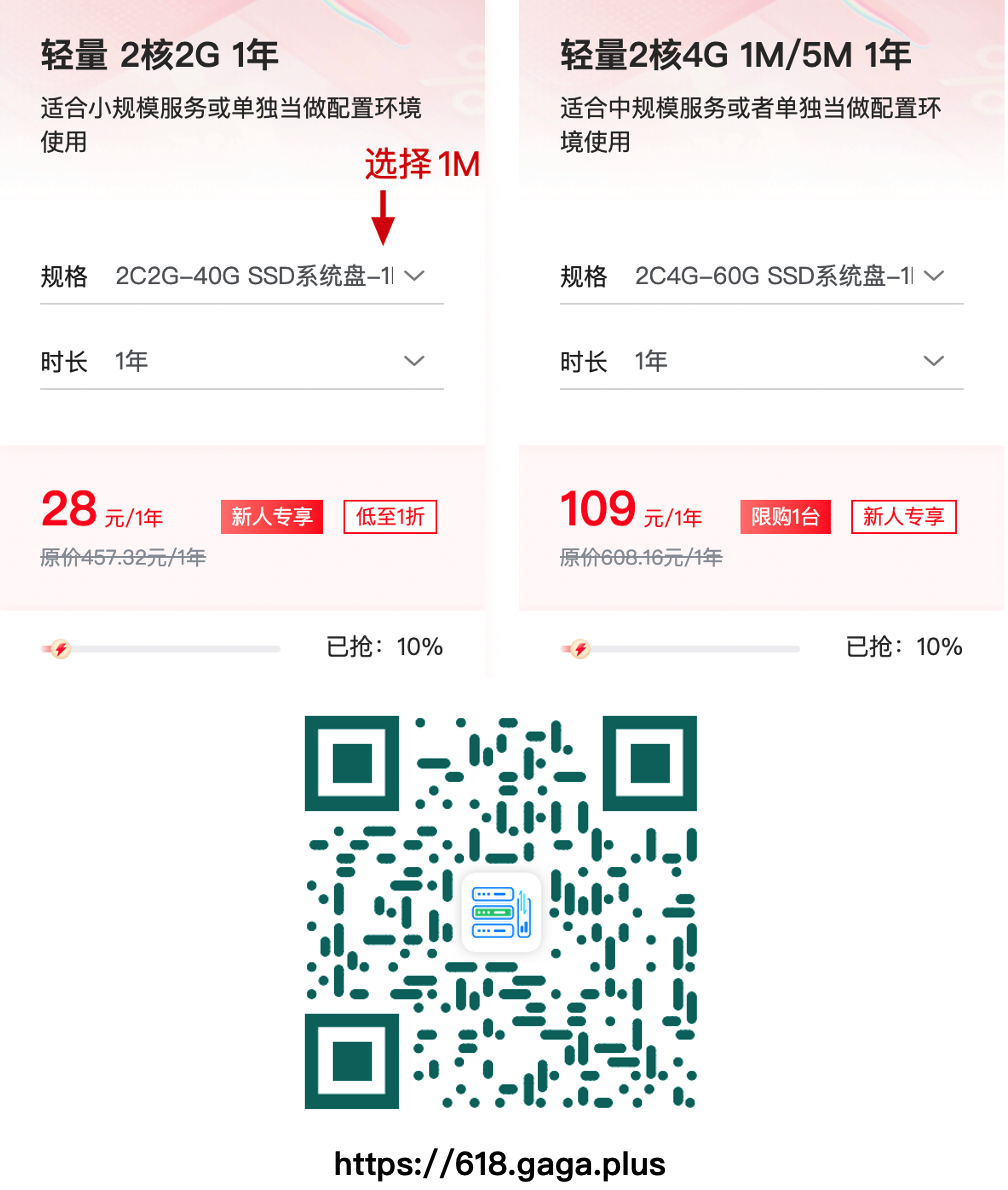 轻量 2核2G 1年
适合小规模服务或单独当做配置环境
使用
选择 1M
规格 2C2G-40G SSD系统盘-1
时长 1年
28 元/1年 新人专享 低至1折
原价457.32元/1年
已抢：10%
轻量2核4G 1M/5M 1年
适合中规模服务或者单独当做配置环
境使用
规格 2C4G-60G SSD系统盘-1
时长 1年
109 元/1年 限购1台 新人专享
原价608.16元/1年
已抢：10%
https://618.gaga.plus